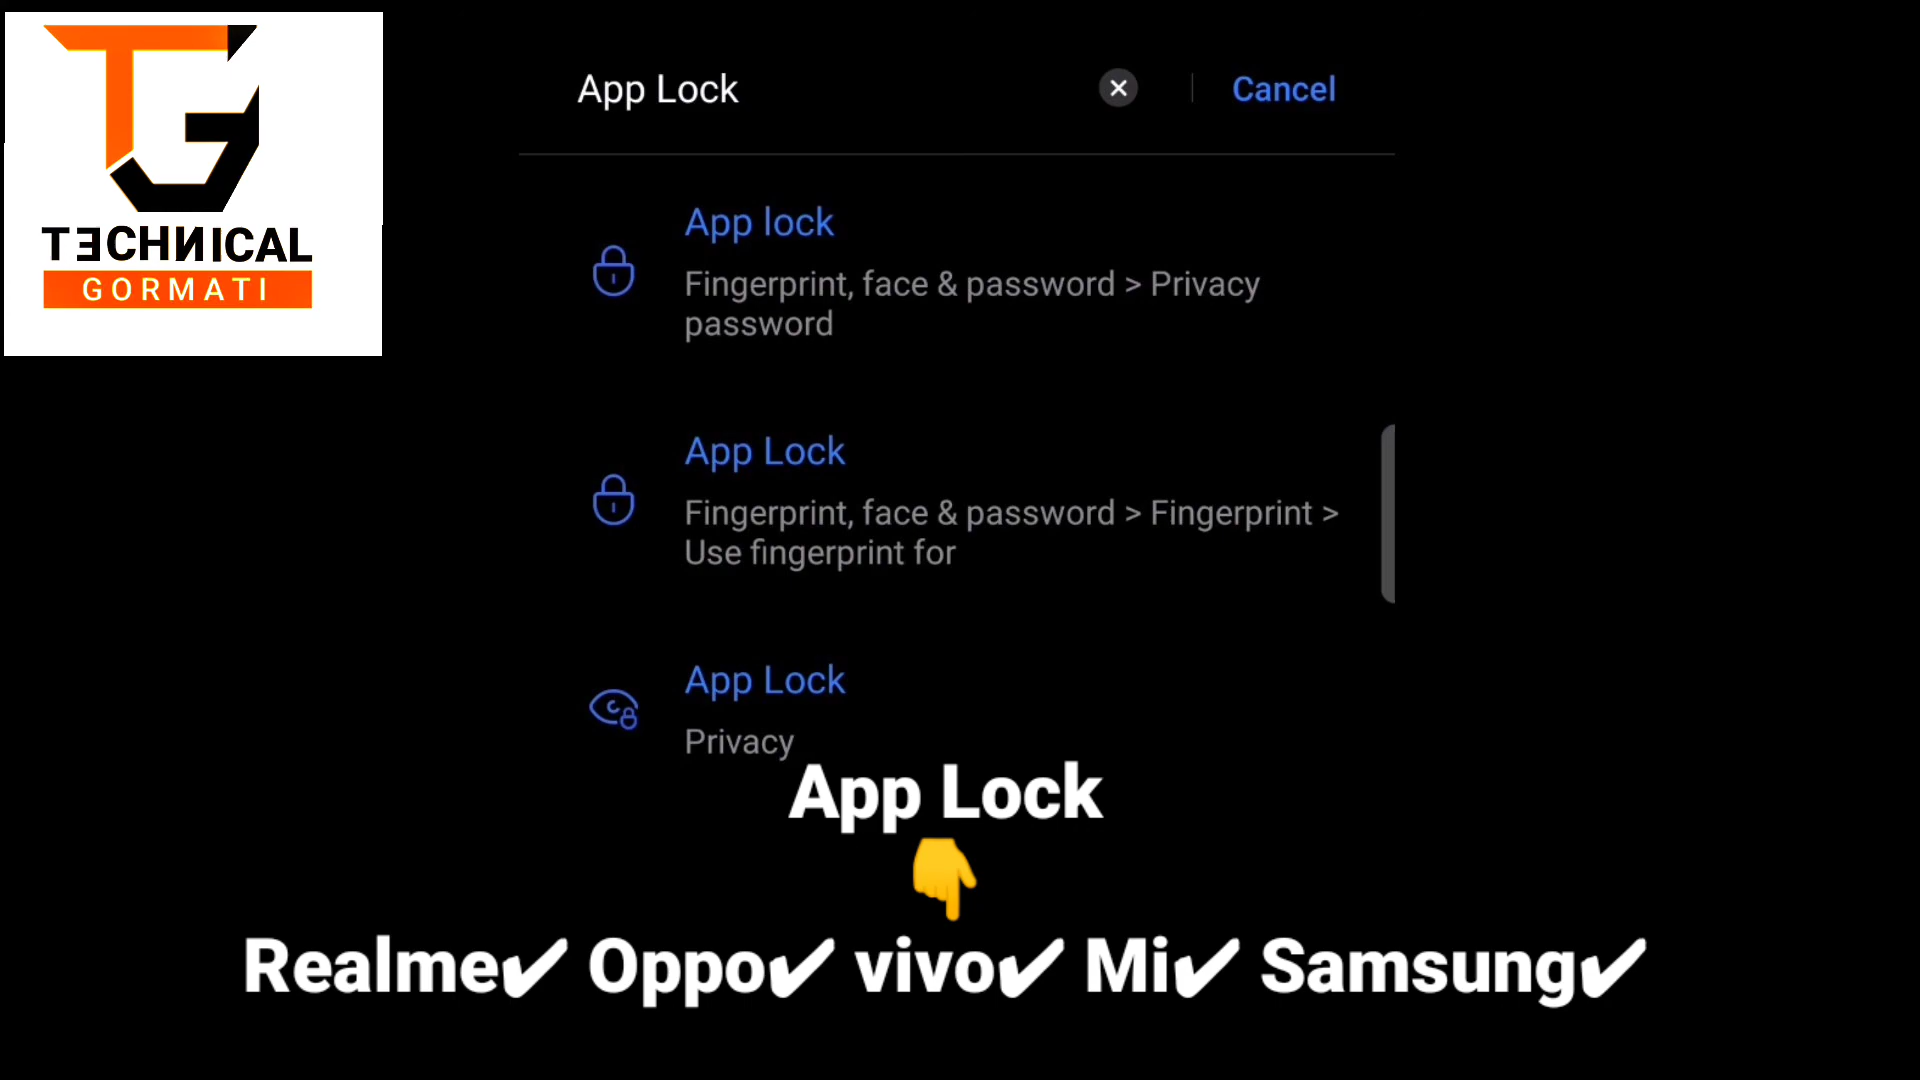 TECHNICAL
GORMATI
App Lock
Cancel
App lock
Fingerprint, face & password > Privacy
password
App Lock
Fingerprint, face & password > Fingerprint >
Use fingerprint for
App Lock
Privacy
App Lock
👇
Realme✔ Oppo✔ vivo✔ Mi✔ Samsung✔